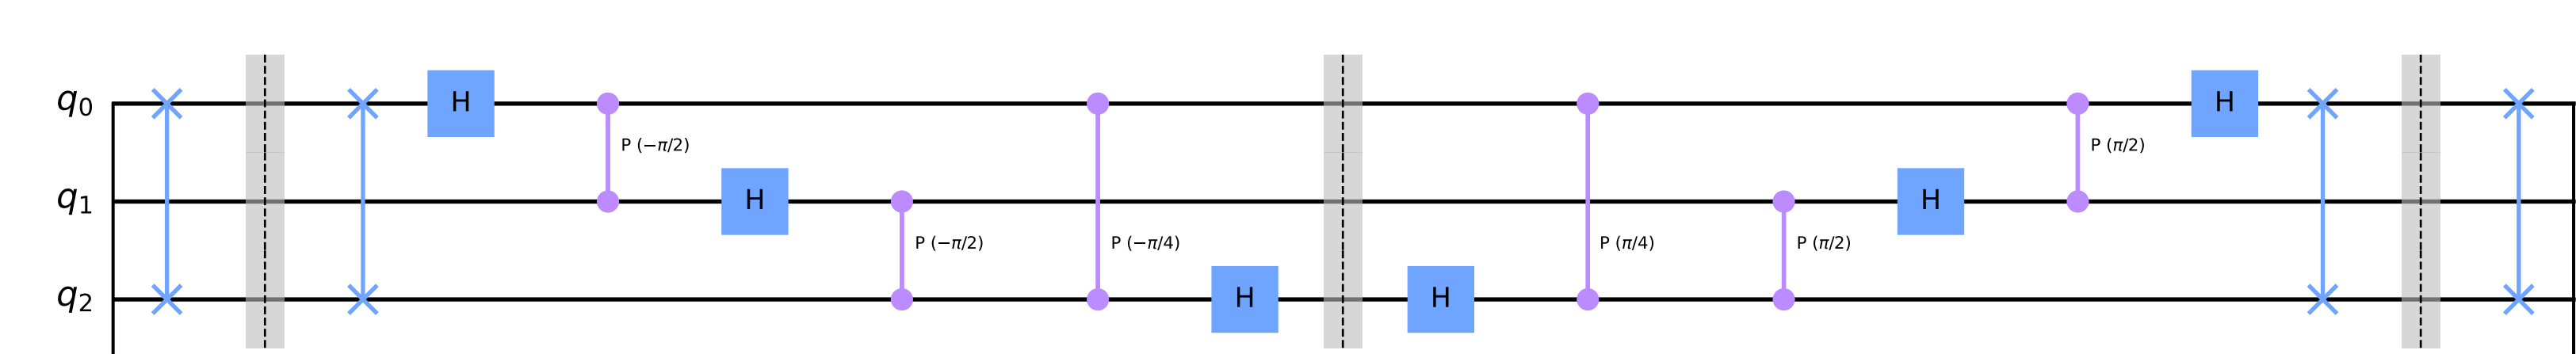 q0 H H
P (−π/2) P (π/2)
q1 H H
P (−π/2) P (−π/4) P (π/4) P (π/2)
q2 H H